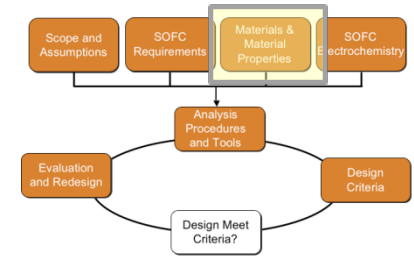 Scope and
Assumptions
SOFC
Requirements
Materials &
Material
Properties
SOFC
Electrochemistry
Analysis
Procedures
and Tools
Evaluation
and Redesign
Design
Criteria
Design Meet
Criteria?